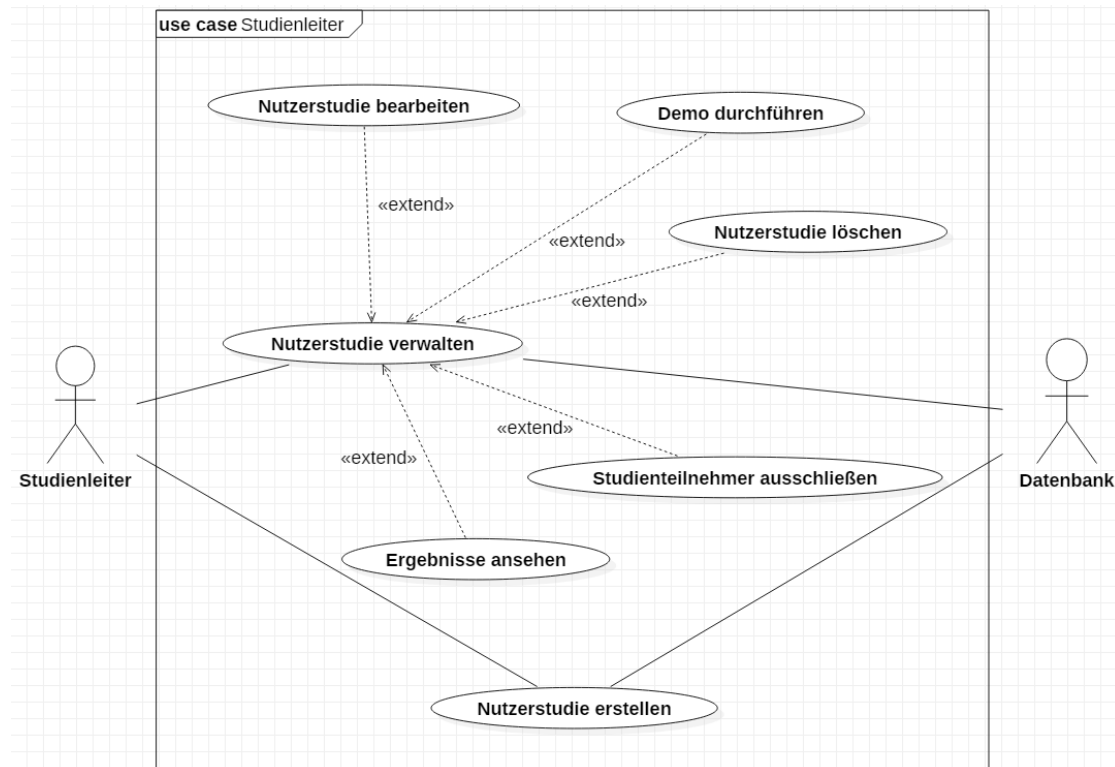 use case Studienleiter
Nutzerstudie bearbeiten
Demo durchführen
«extend»
Nutzerstudie löschen
«extend»
«extend»
Nutzerstudie verwalten
«extend»
«extend»
Studienleiter
Studienteilnehmer ausschließen
Datenbank
Ergebnisse ansehen
Nutzerstudie erstellen